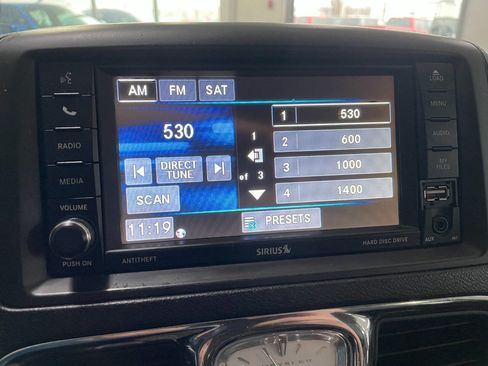 AM FM SAT
530
DIRECT TUNE
SCAN
11:19
1
of 3
1 530
2 600
3 1000
4 1400
PRESETS
RADIO
MEDIA
VOLUME
PUSH ON
ANTITHEFT
SIRIUS
HARD DISC DRIVE
LOAD
MENU
AUDIO
MY FILES
AUX
CHRYSLER